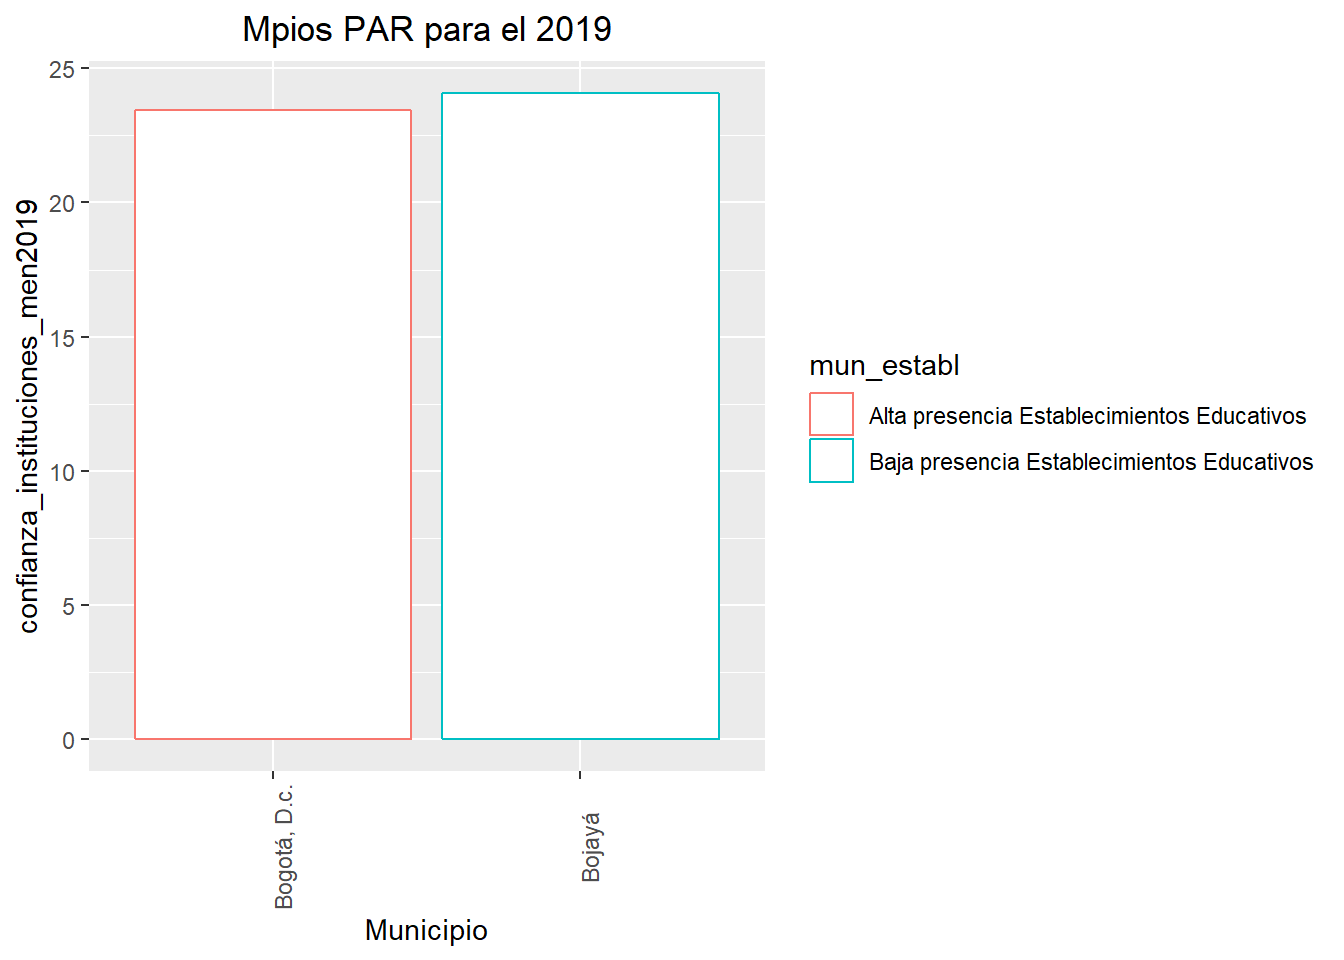 Mpios PAR para el 2019
confianza_instituciones_men2019
25
20
15
10
5
0
Bogotá, D.c.
Bojayá
Municipio
mun_establ
Alta presencia Establecimientos Educativos
Baja presencia Establecimientos Educativos